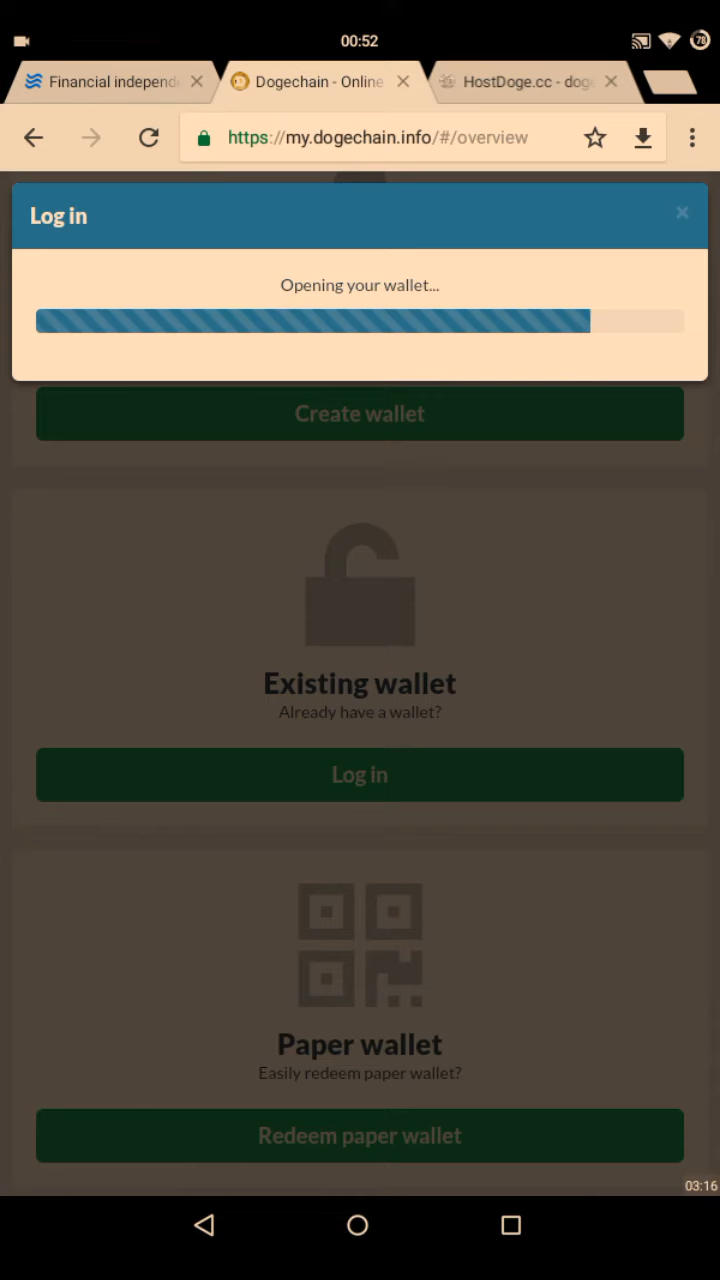 00:52
78
Financial independ
Dogechain - Online
HostDoge.cc - dog
https://my.dogechain.info/#/overview
Log in
×
Opening your wallet...
Create wallet
Existing wallet
Already have a wallet?
Log in
Paper wallet
Easily redeem paper wallet?
Redeem paper wallet
03:16